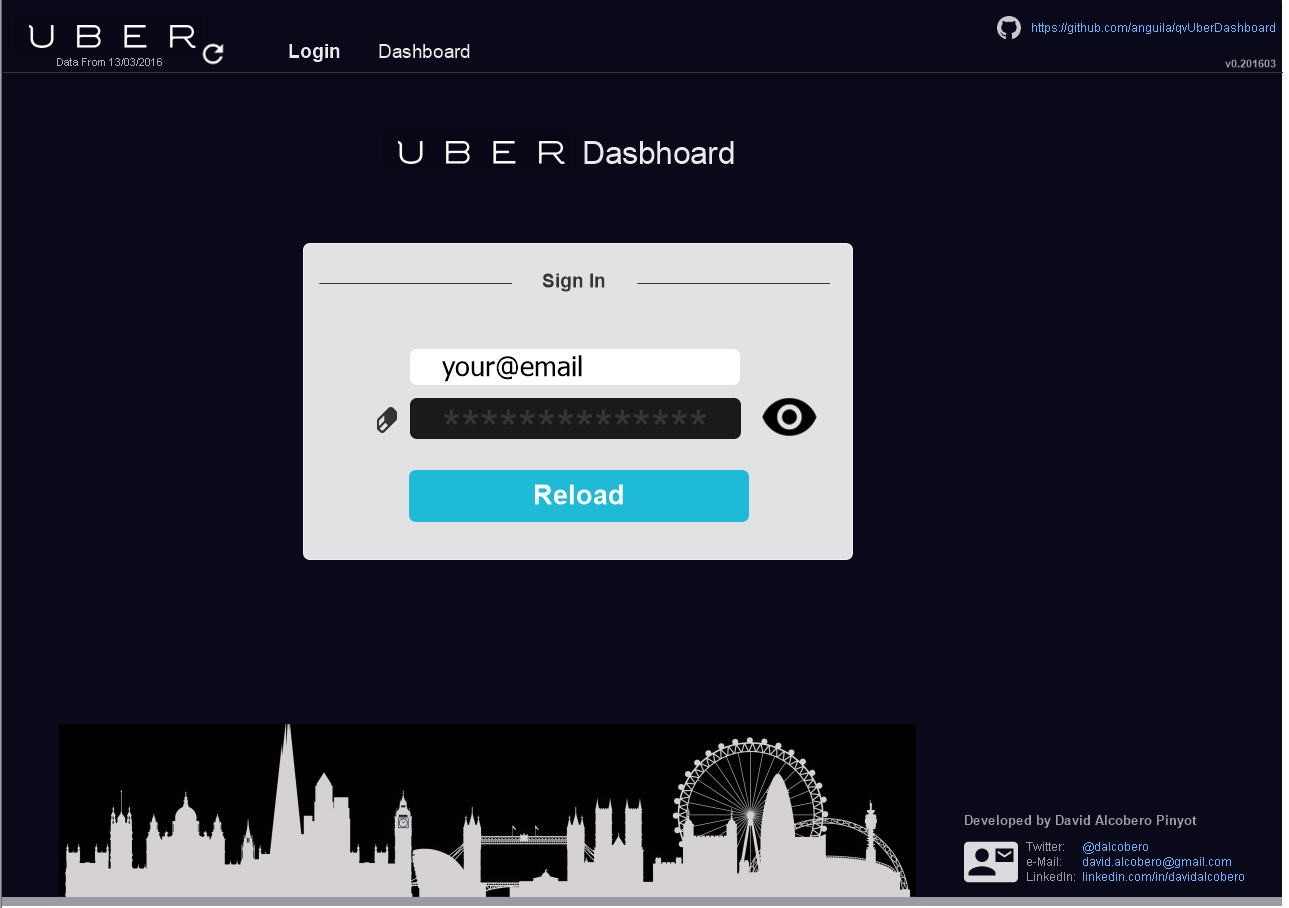 UBER
Data From 13/03/2016
Login
Dashboard
https://github.com/anguila/qvUberDashboard
v0.201603
UBER Dasbhoard
Sign In
your@email
**************
Reload
Developed by David Alcobero Pinyot
Twitter: @dalcobero
e-Mail: david.alcobero@gmail.com
LinkedIn: linkedin.com/in/davidalcobero